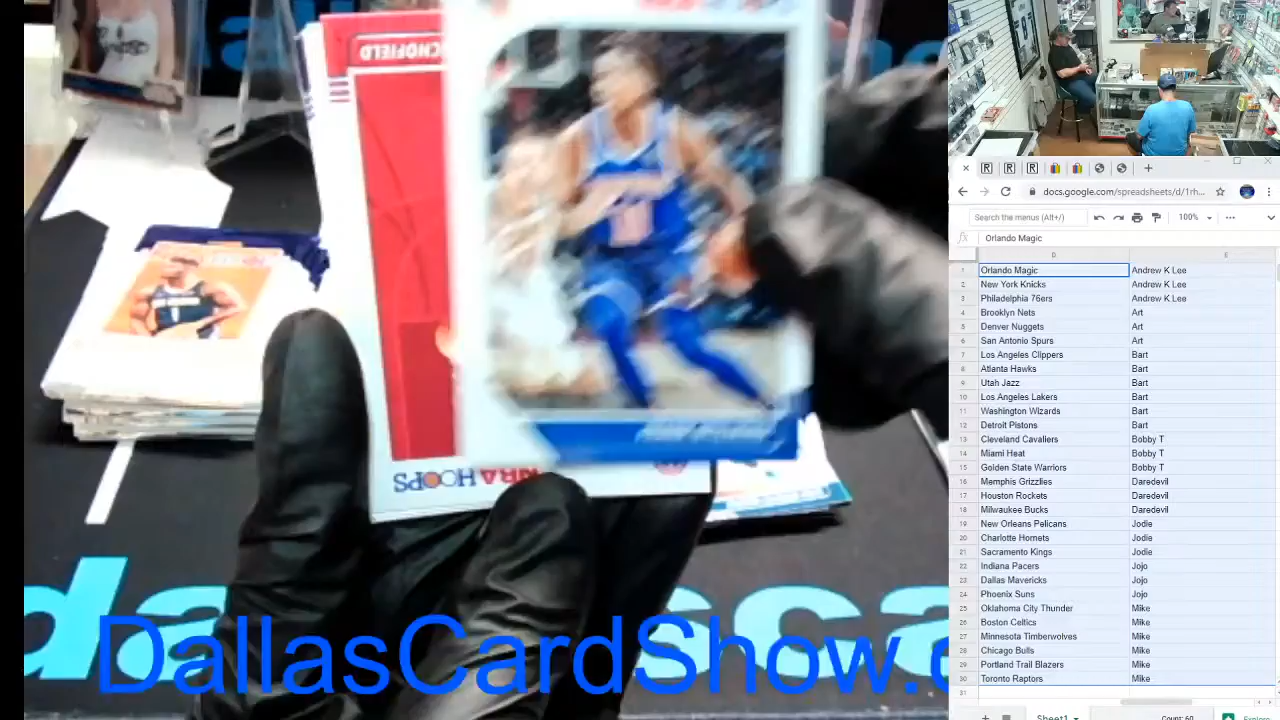 CHOFIELD
NBA HOOPS
DallasCardShow.c
docs.google.com/spreadsheets/d/1rh
Search the menus (Alt+/)
100%
fx Orlando Magic
D E
1 Orlando Magic Andrew K Lee
2 New York Knicks Andrew K Lee
3 Philadelphia 76ers Andrew K Lee
4 Brooklyn Nets Art
5 Denver Nuggets Art
6 San Antonio Spurs Art
7 Los Angeles Clippers Bart
8 Atlanta Hawks Bart
9 Utah Jazz Bart
10 Los Angeles Lakers Bart
11 Washington Wizards Bart
12 Detroit Pistons Bart
13 Cleveland Cavaliers Bobby T
14 Miami Heat Bobby T
15 Golden State Warriors Bobby T
16 Memphis Grizzlies Daredevil
17 Houston Rockets Daredevil
18 Milwaukee Bucks Daredevil
19 New Orleans Pelicans Jodie
20 Charlotte Hornets Jodie
21 Sacramento Kings Jodie
22 Indiana Pacers Jojo
23 Dallas Mavericks Jojo
24 Phoenix Suns Jojo
25 Oklahoma City Thunder Mike
26 Boston Celtics Mike
27 Minnesota Timberwolves Mike
28 Chicago Bulls Mike
29 Portland Trail Blazers Mike
30 Toronto Raptors Mike
31
Sheet1 Count: 60 Explore